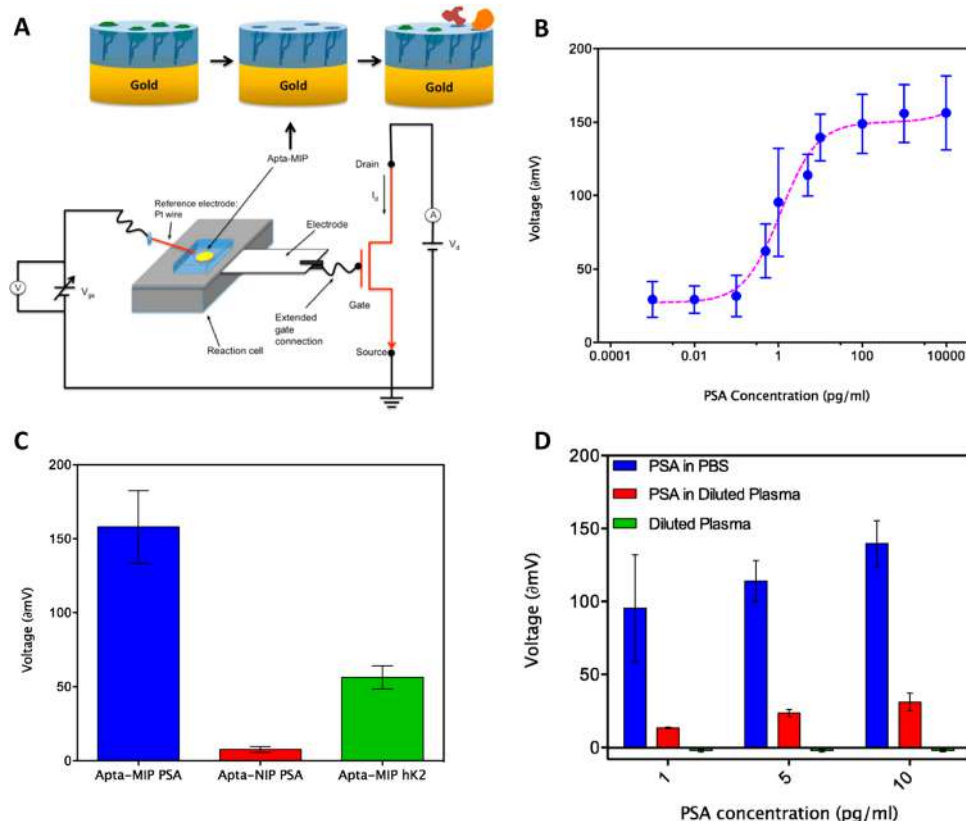 A
Gold
Gold
Gold
Apta-MIP
Reference electrode:
Pt wire
Electrode
Drain
I_d
A
V_d
V
V_gs
Gate
Extended
gate
connection
Reaction cell
Source
B
200
150
100
50
0
Voltage (∂mV)
0.0001
0.01
1
100
10000
PSA Concentration (pg/ml)
C
200
150
100
50
0
Voltage (∂mV)
Apta-MIP PSA
Apta-NIP PSA
Apta-MIP hK2
D
PSA in PBS
PSA in Diluted Plasma
Diluted Plasma
200
150
100
50
0
Voltage (∂mV)
1
5
10
PSA concentration (pg/ml)